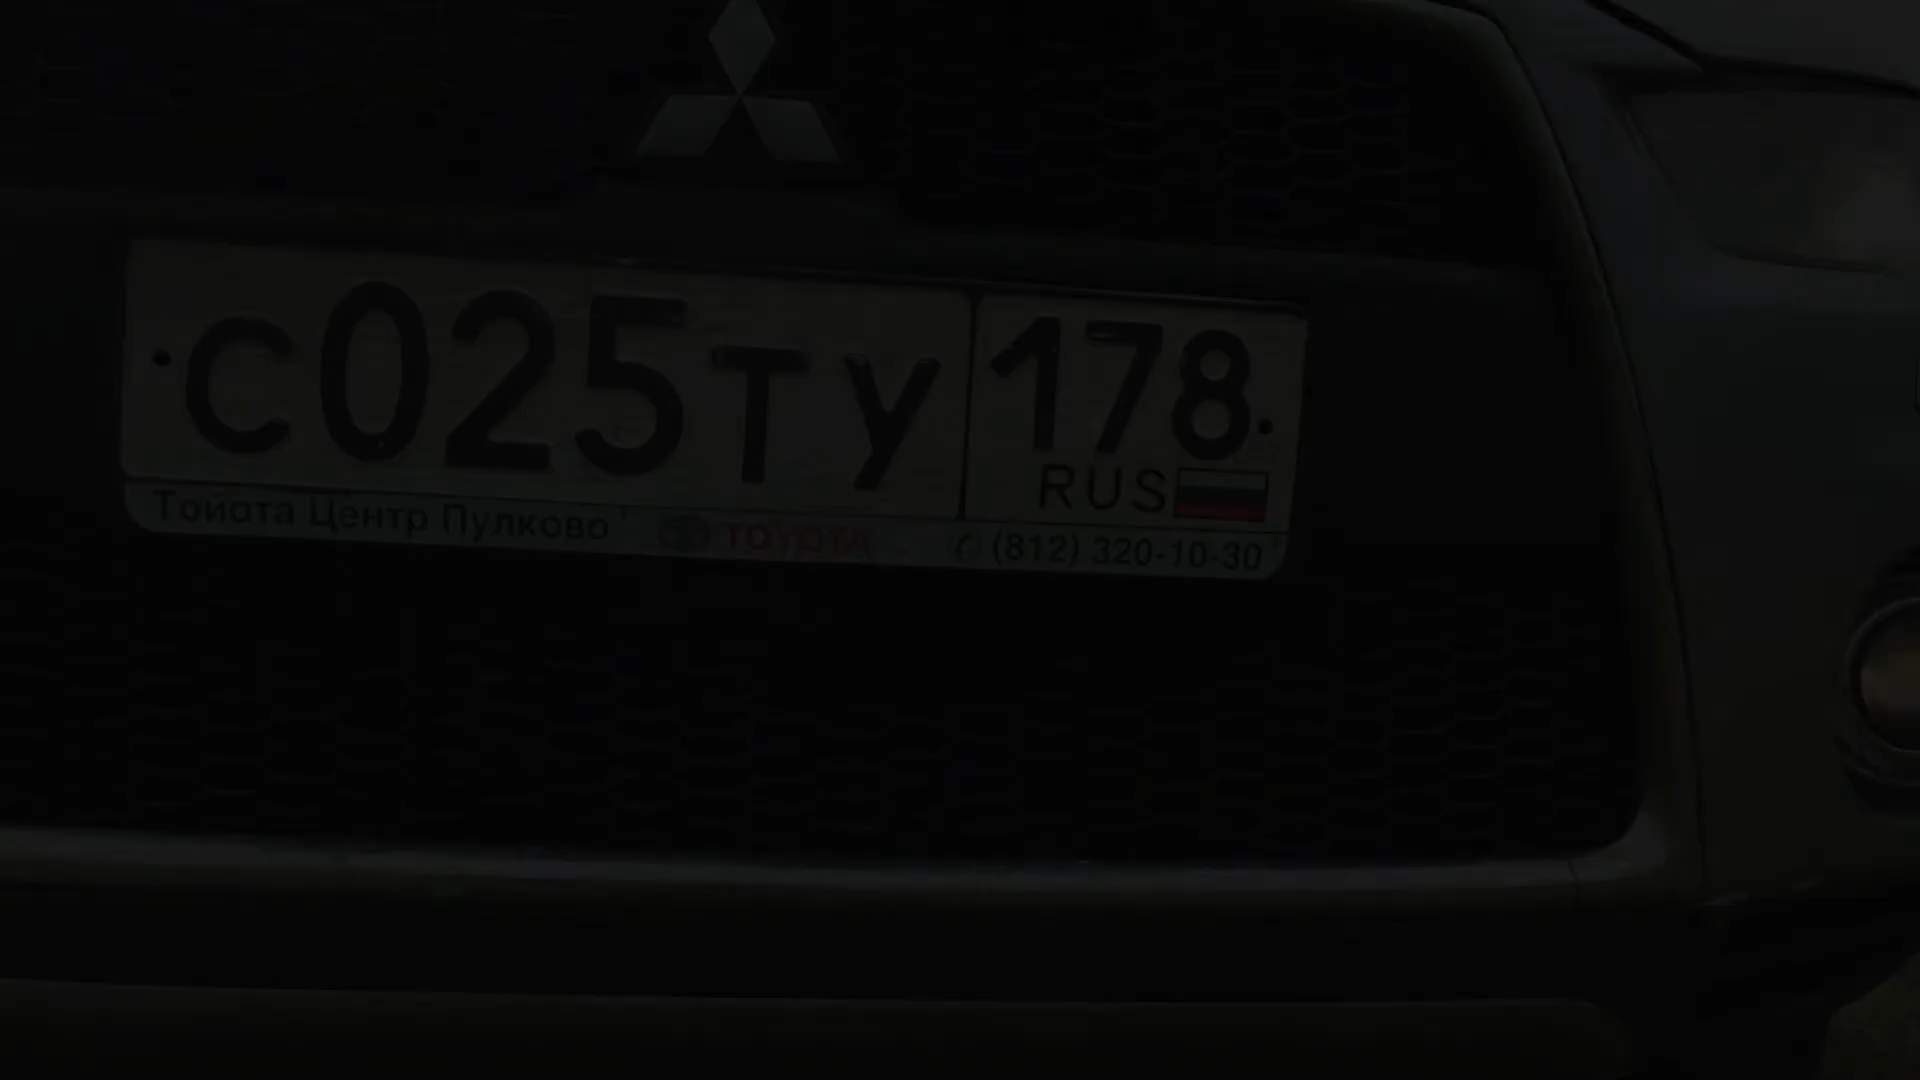 С025ТУ 178
RUS
Тойота Центр Пулково TOYOTA (812) 320-10-30